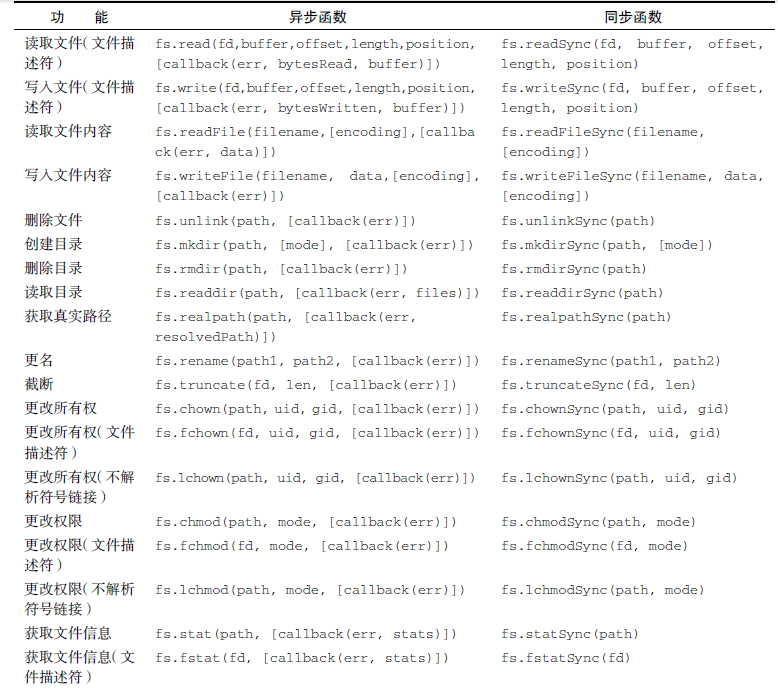 功 能 异步函数 同步函数
读取文件(文件描 fs.read(fd,buffer,offset,length,position, fs.readSync(fd, buffer, offset,
述符) [callback(err, bytesRead, buffer)]) length, position)
写入文件(文件描 fs.write(fd,buffer,offset,length,position, fs.writeSync(fd, buffer, offset,
述符) [callback(err, bytesWritten, buffer)]) length, position)
读取文件内容 fs.readFile(filename,[encoding],[callba fs.readFileSync(filename,
ck(err, data)]) [encoding])
写入文件内容 fs.writeFile(filename, data,[encoding], fs.writeFileSync(filename, data,
[callback(err)]) [encoding])
删除文件 fs.unlink(path, [callback(err)]) fs.unlinkSync(path)
创建目录 fs.mkdir(path, [mode], [callback(err)]) fs.mkdirSync(path, [mode])
删除目录 fs.rmdir(path, [callback(err)]) fs.rmdirSync(path)
读取目录 fs.readdir(path, [callback(err, files)]) fs.readdirSync(path)
获取真实路径 fs.realpath(path, [callback(err, fs.realpathSync(path)
resolvedPath)])
更名 fs.rename(path1, path2, [callback(err)]) fs.renameSync(path1, path2)
截断 fs.truncate(fd, len, [callback(err)]) fs.truncateSync(fd, len)
更改所有权 fs.chown(path, uid, gid, [callback(err)]) fs.chownSync(path, uid, gid)
更改所有权(文件 fs.fchown(fd, uid, gid, [callback(err)]) fs.fchownSync(fd, uid, gid)
描述符)
更改所有权(不解 fs.lchown(path, uid, gid, [callback(err)]) fs.lchownSync(path, uid, gid)
析符号链接)
更改权限 fs.chmod(path, mode, [callback(err)]) fs.chmodSync(path, mode)
更改权限(文件描 fs.fchmod(fd, mode, [callback(err)]) fs.fchmodSync(fd, mode)
述符)
更改权限(不解析 fs.lchmod(path, mode, [callback(err)]) fs.lchmodSync(path, mode)
符号链接)
获取文件信息 fs.stat(path, [callback(err, stats)]) fs.statSync(path)
获取文件信息(文 fs.fstat(fd, [callback(err, stats)]) fs.fstatSync(fd)
件描述符)